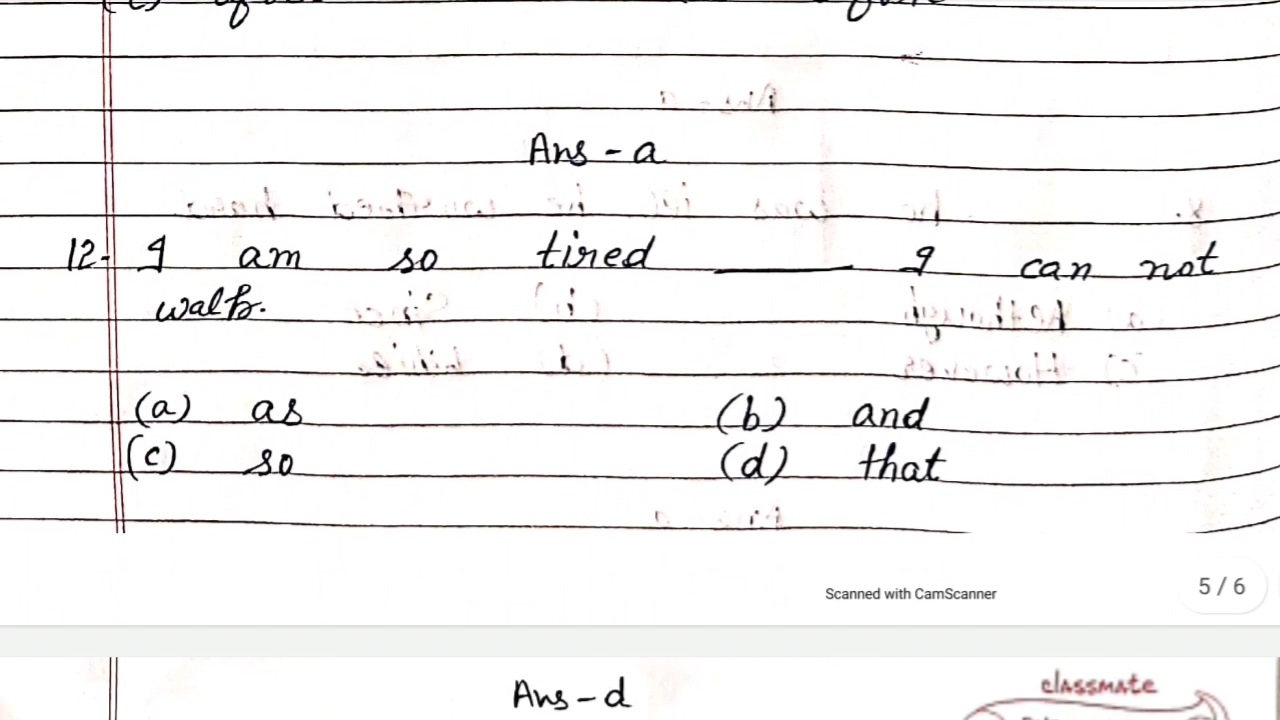 Ans - a
12- I am so tired ______ I can not
walk.
(a) as (b) and
(c) so (d) that
Scanned with CamScanner
5 / 6
Ans - d
classmate